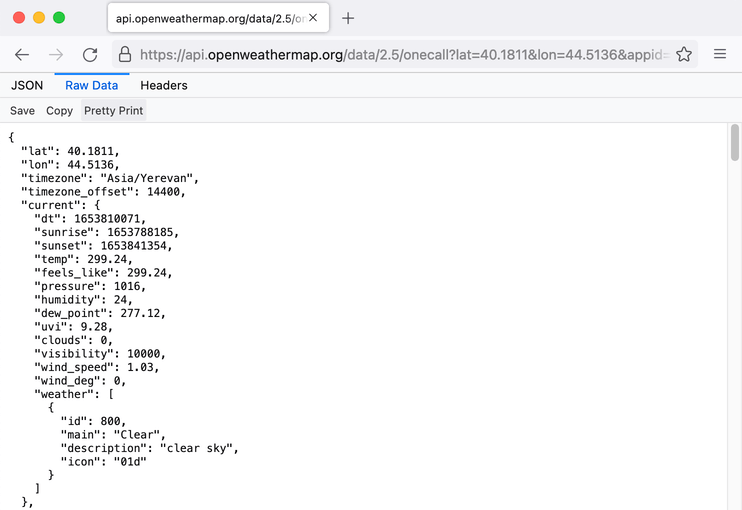 api.openweathermap.org/data/2.5/or
https://api.openweathermap.org/data/2.5/onecall?lat=40.1811&lon=44.5136&appid=
JSON Raw Data Headers
Save Copy Pretty Print
{
  "lat": 40.1811,
  "lon": 44.5136,
  "timezone": "Asia/Yerevan",
  "timezone_offset": 14400,
  "current": {
    "dt": 1653810071,
    "sunrise": 1653788185,
    "sunset": 1653841354,
    "temp": 299.24,
    "feels_like": 299.24,
    "pressure": 1016,
    "humidity": 24,
    "dew_point": 277.12,
    "uvi": 9.28,
    "clouds": 0,
    "visibility": 10000,
    "wind_speed": 1.03,
    "wind_deg": 0,
    "weather": [
      {
        "id": 800,
        "main": "Clear",
        "description": "clear sky",
        "icon": "01d"
      }
    ]
  },